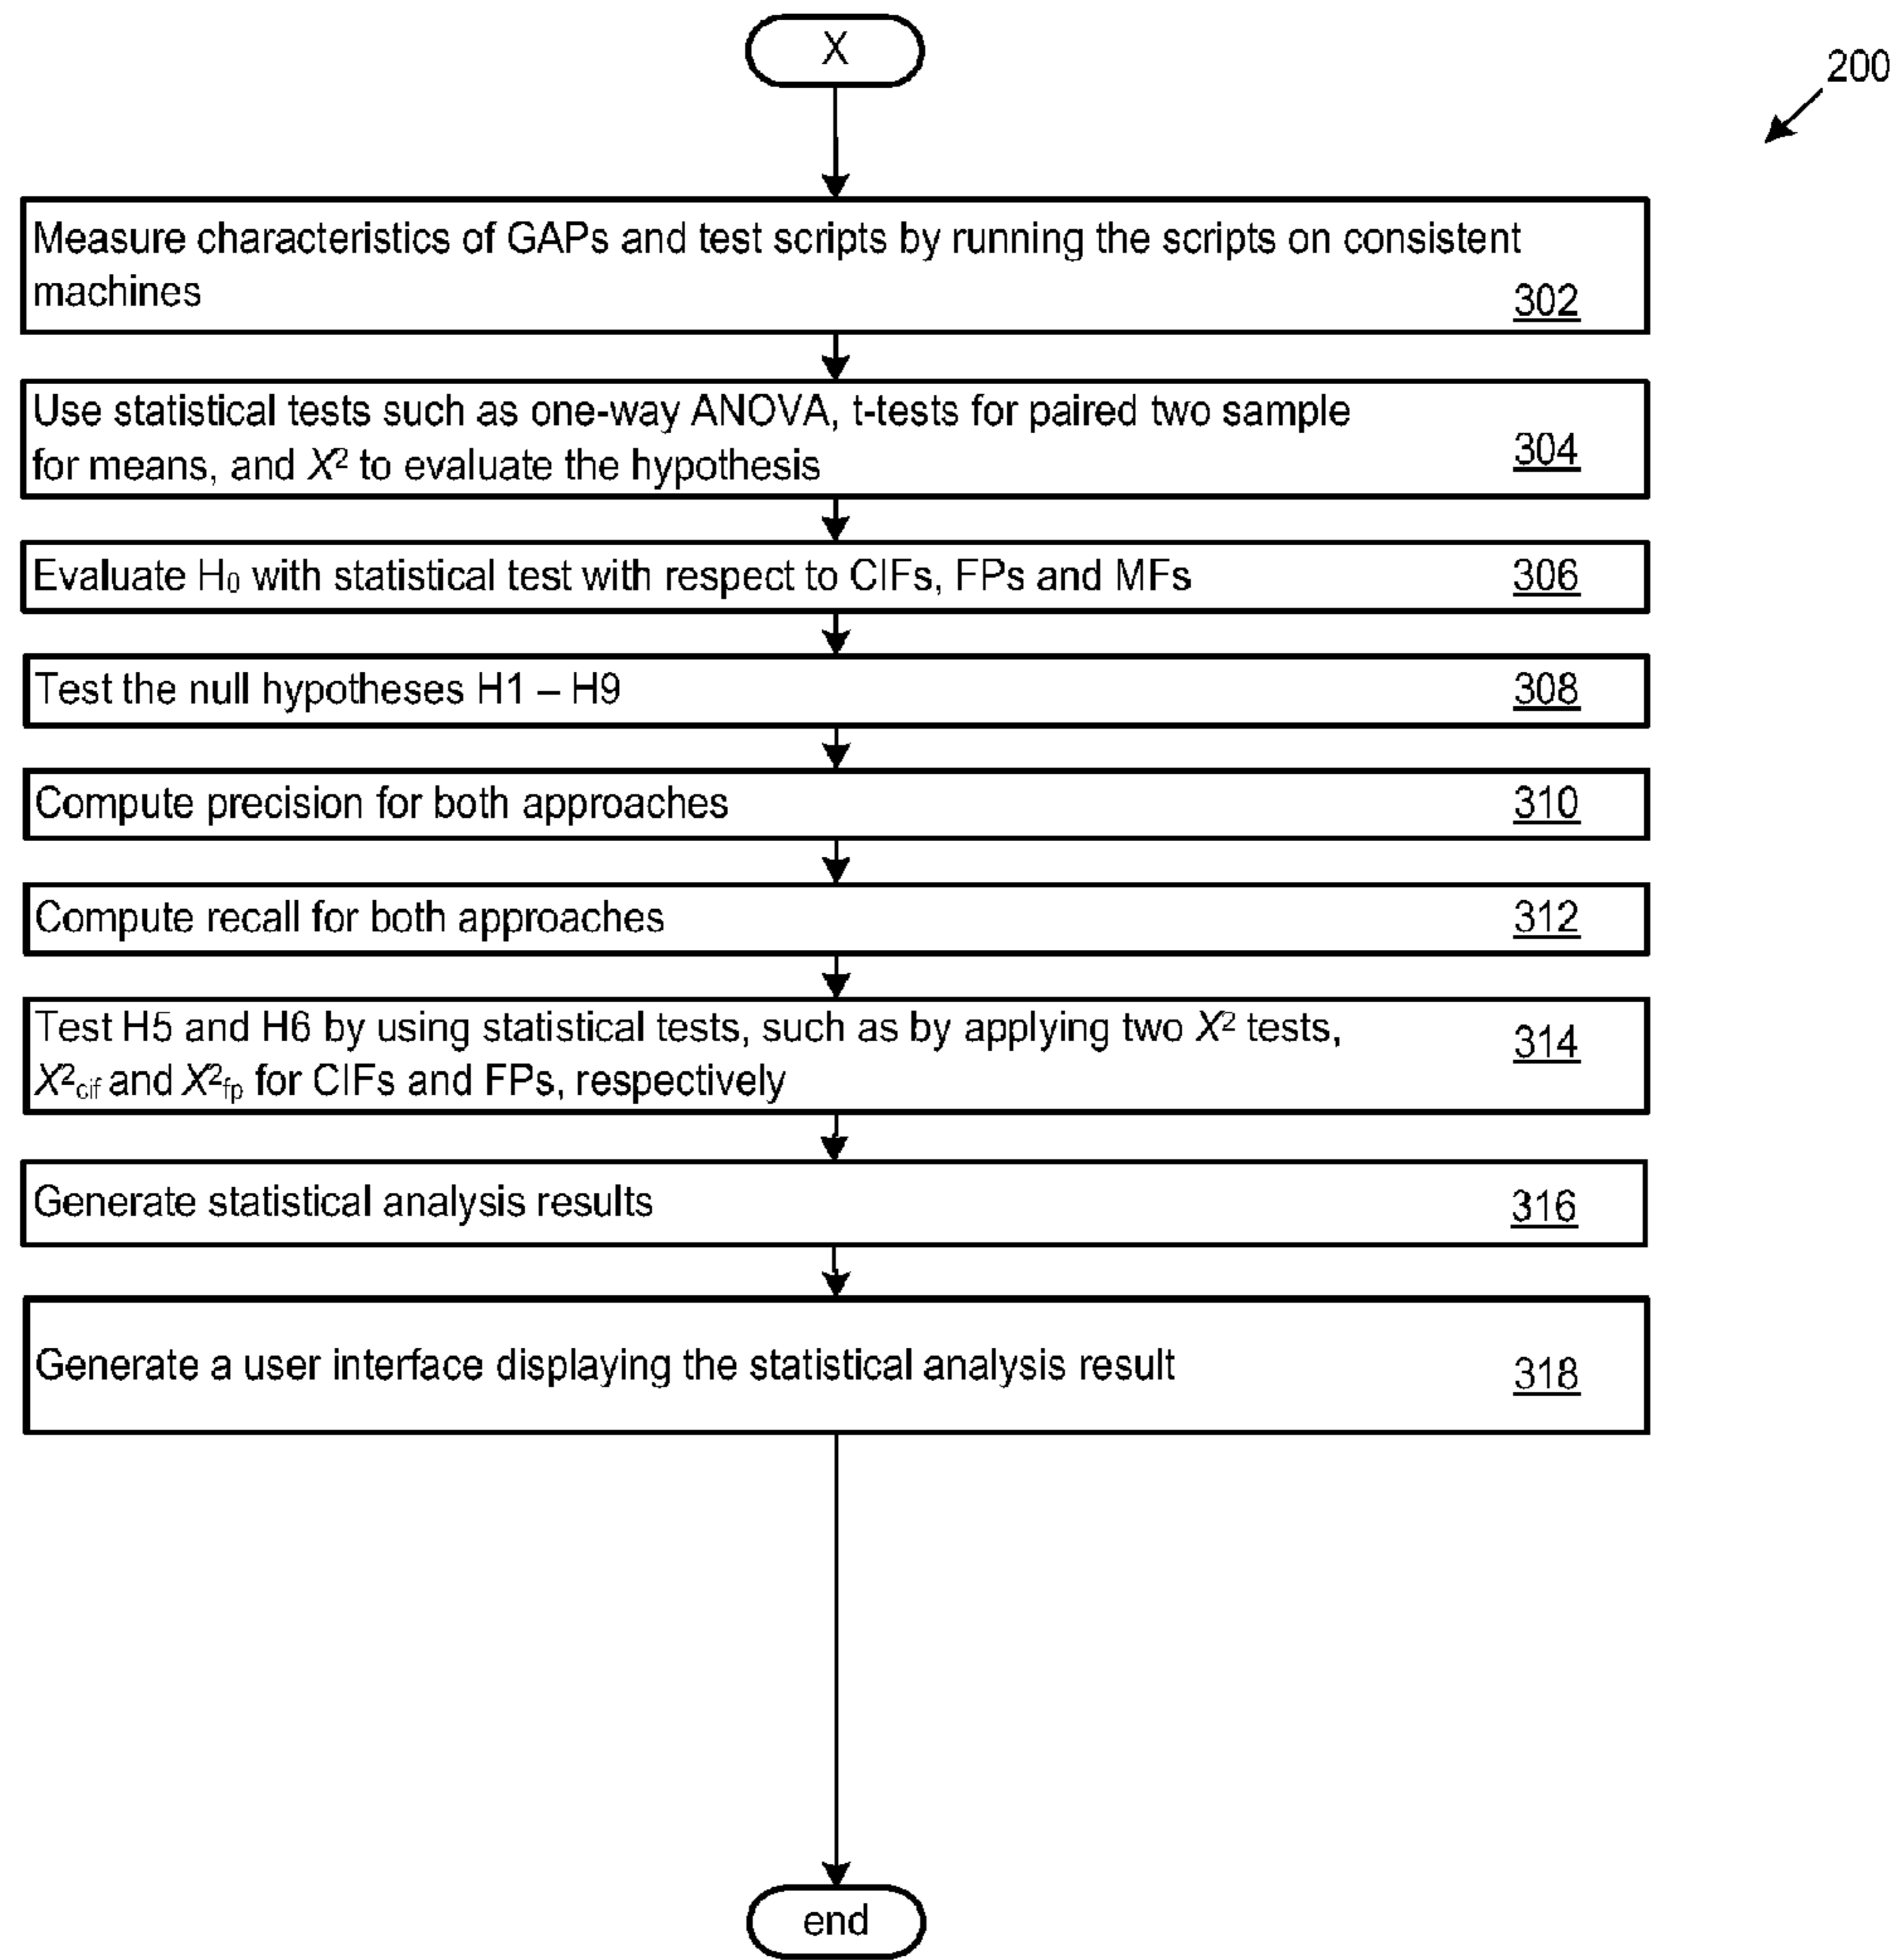 X
200
Measure characteristics of GAPs and test scripts by running the scripts on consistent
machines
302
Use statistical tests such as one-way ANOVA, t-tests for paired two sample
for means, and X² to evaluate the hypothesis
304
Evaluate H₀ with statistical test with respect to CIFs, FPs and MFs
306
Test the null hypotheses H1 – H9
308
Compute precision for both approaches
310
Compute recall for both approaches
312
Test H5 and H6 by using statistical tests, such as by applying two X² tests,
X²cif and X²fp for CIFs and FPs, respectively
314
Generate statistical analysis results
316
Generate a user interface displaying the statistical analysis result
318
end